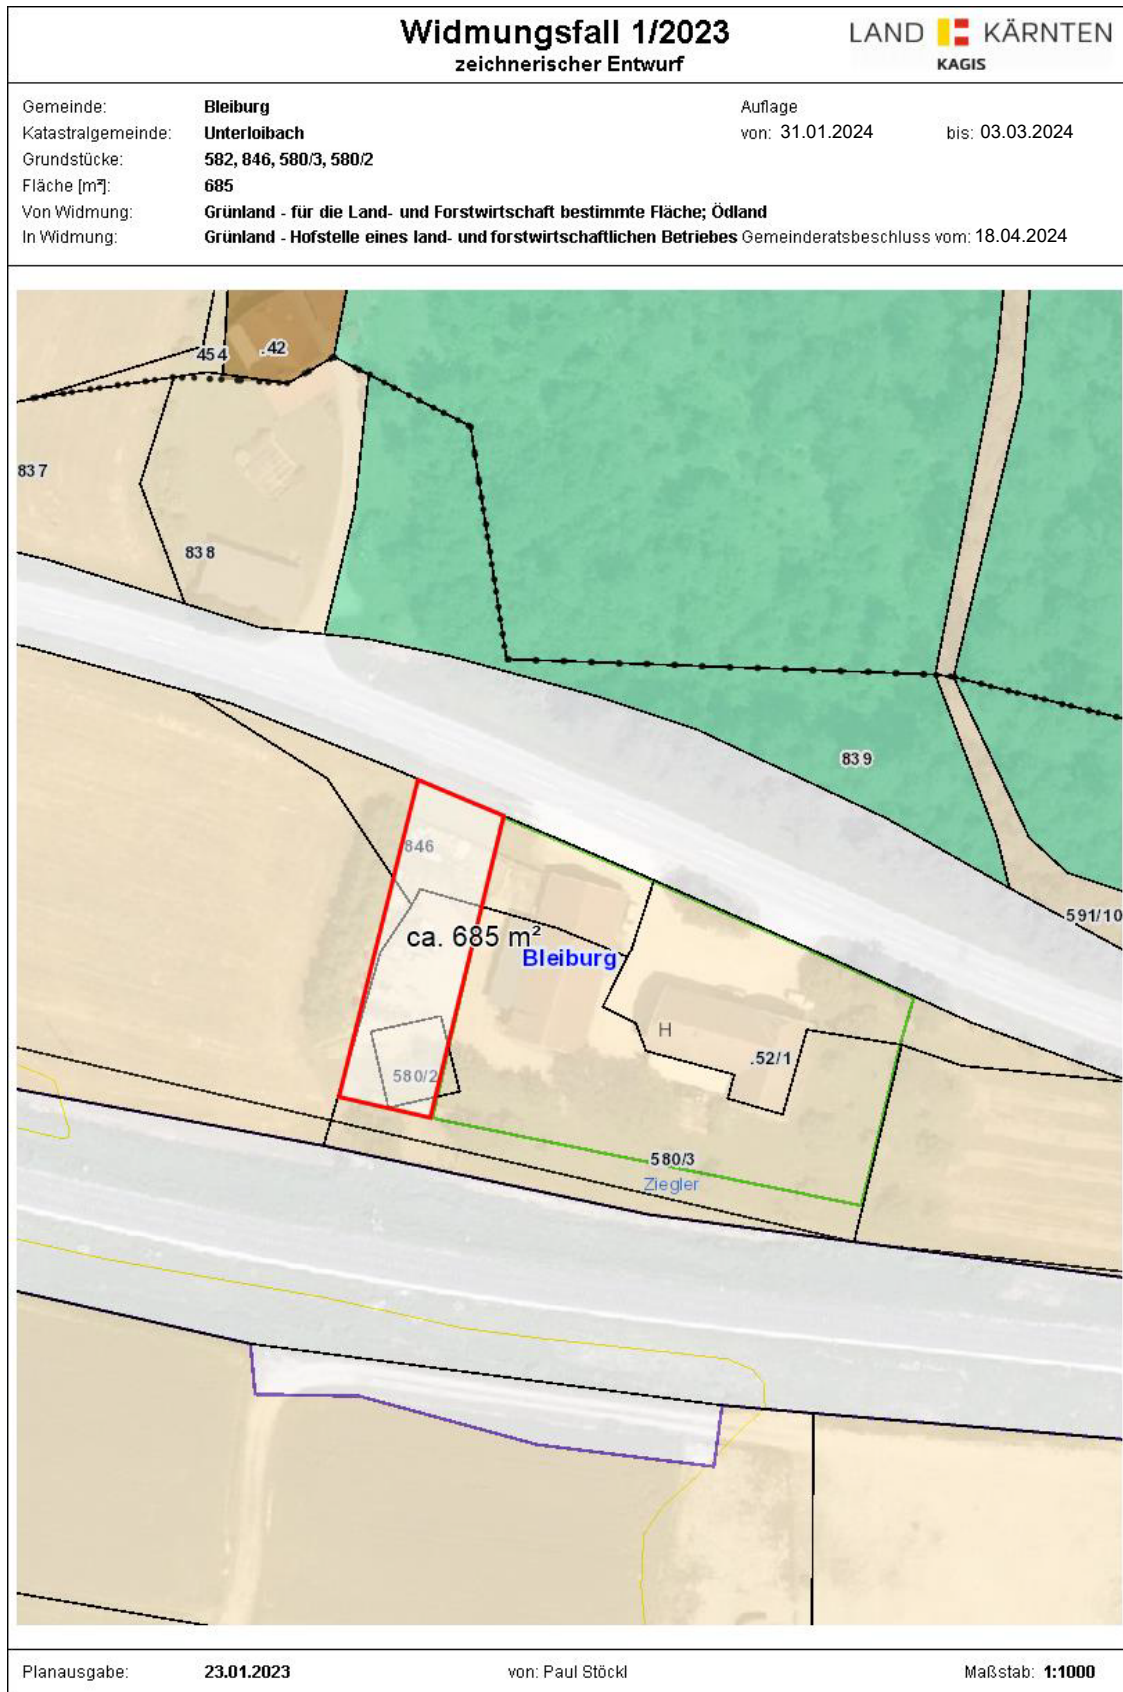 Widmungsfall 1/2023
zeichnerischer Entwurf
LAND KÄRNTEN
KAGIS
Gemeinde: Bleiburg
Auflage
Katastralgemeinde: Unterloibach
von: 31.01.2024 bis: 03.03.2024
Grundstücke: 582, 846, 580/3, 580/2
Fläche [m²]: 685
Von Widmung: Grünland - für die Land- und Forstwirtschaft bestimmte Fläche; Ödland
In Widmung: Grünland - Hofstelle eines land- und forstwirtschaftlichen Betriebes Gemeinderatsbeschluss vom: 18.04.2024
454
.42
837
838
839
846
591/10
ca. 685 m²
Bleiburg
H
.52/1
580/2
580/3
Ziegler
Planausgabe: 23.01.2023 von: Paul Stöckl Maßstab: 1:1000